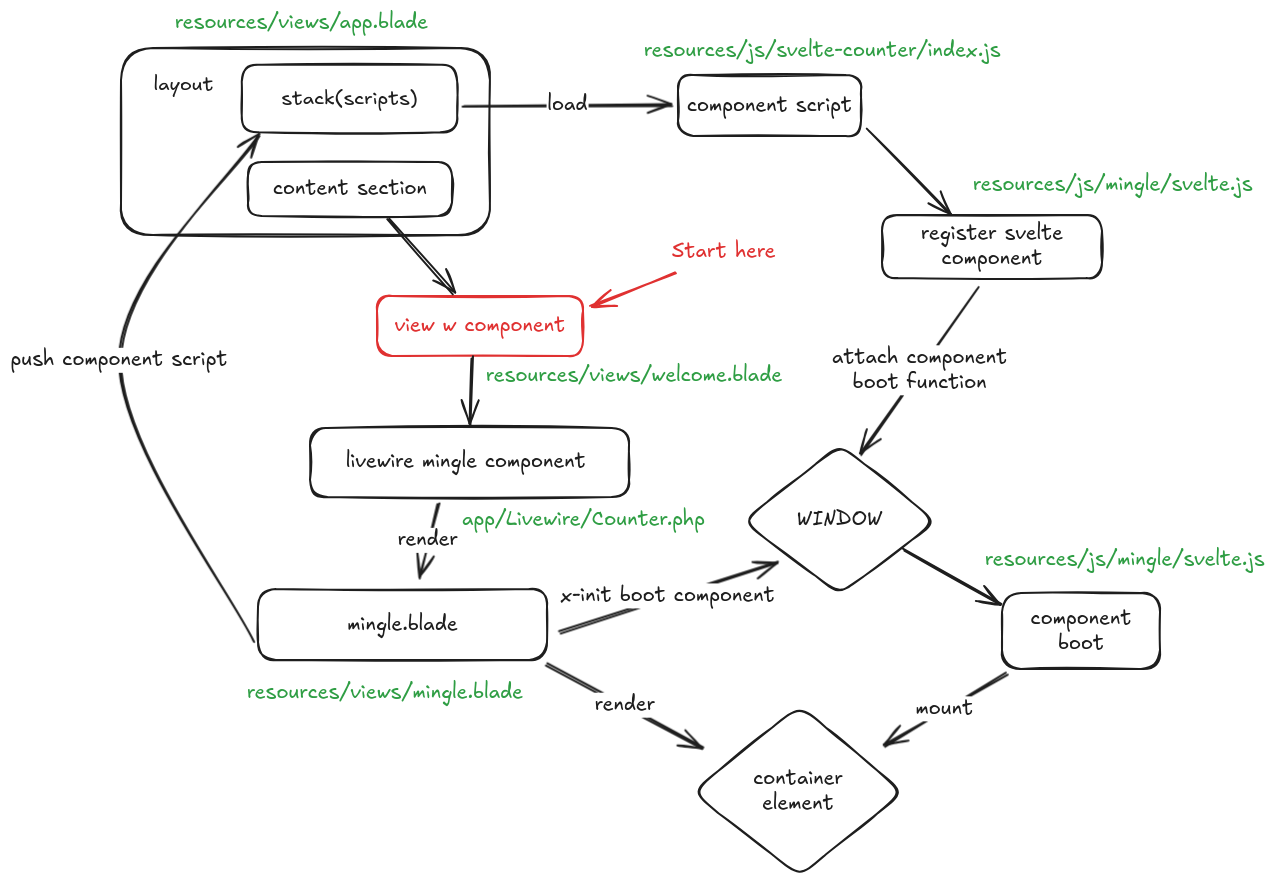 resources/views/app.blade
layout
stack(scripts)
content section
load
resources/js/svelte-counter/index.js
component script
resources/js/mingle/svelte.js
register svelte
component
Start here
view w component
resources/views/welcome.blade
push component script
attach component
boot function
livewire mingle component
app/Livewire/Counter.php
render
WINDOW
mingle.blade
x-init boot component
resources/js/mingle/svelte.js
component
boot
resources/views/mingle.blade
render
mount
container
element